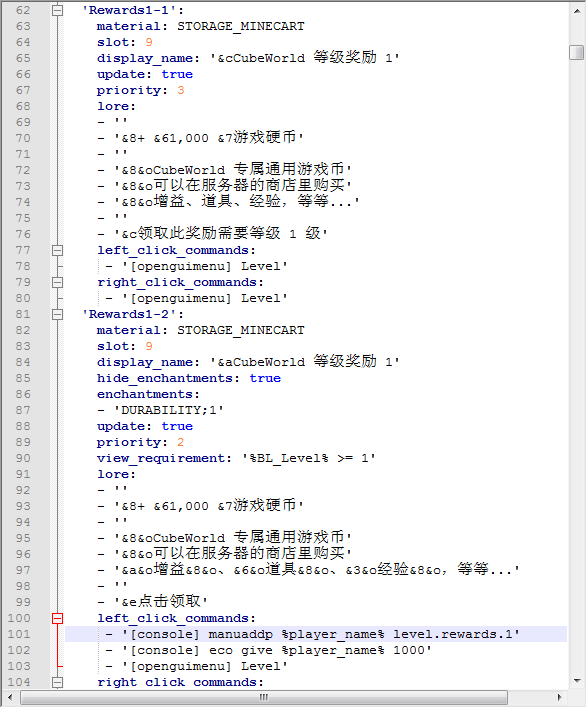 62 'Rewards1-1':
63 material: STORAGE_MINECART
64 slot: 9
65 display_name: '&cCubeWorld 等级奖励 1'
66 update: true
67 priority: 3
68 lore:
69 - ''
70 - '&8+ &61,000 &7游戏硬币'
71 - ''
72 - '&8&oCubeWorld 专属通用游戏币'
73 - '&8&o可以在服务器的商店里购买'
74 - '&8&o增益、道具、经验，等等...'
75 - ''
76 - '&c领取此奖励需要等级 1 级'
77 left_click_commands:
78 - '[openguimenu] Level'
79 right_click_commands:
80 - '[openguimenu] Level'
81 'Rewards1-2':
82 material: STORAGE_MINECART
83 slot: 9
84 display_name: '&aCubeWorld 等级奖励 1'
85 hide_enchantments: true
86 enchantments:
87 - 'DURABILITY;1'
88 update: true
89 priority: 2
90 view_requirement: '%BL_Level% >= 1'
91 lore:
92 - ''
93 - '&8+ &61,000 &7游戏硬币'
94 - ''
95 - '&8&oCubeWorld 专属通用游戏币'
96 - '&8&o可以在服务器的商店里购买'
97 - '&a&o增益&8&o、&6&o道具&8&o、&3&o经验&8&o，等等...'
98 - ''
99 - '&e点击领取'
100 left_click_commands:
101 - '[console] manuaddp %player_name% level.rewards.1'
102 - '[console] eco give %player_name% 1000'
103 - '[openguimenu] Level'
104 right_click_commands: